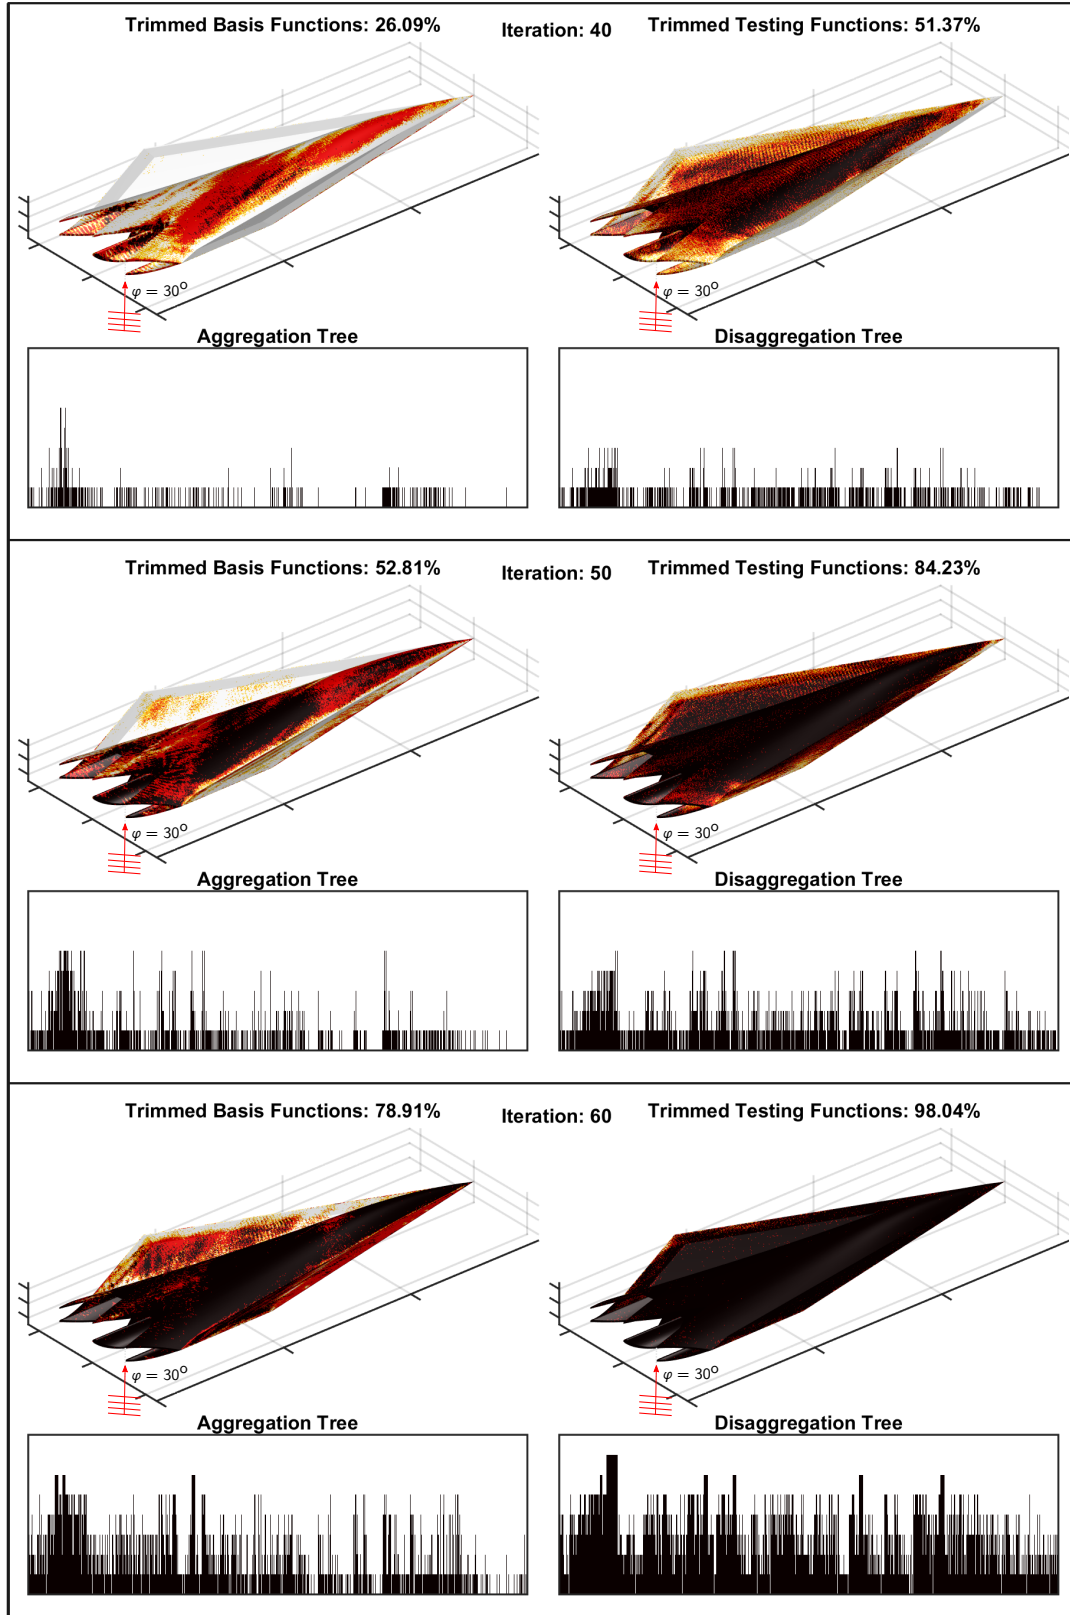 Trimmed Basis Functions: 26.09%
Iteration: 40
Trimmed Testing Functions: 51.37%
φ = 30°
φ = 30°
Aggregation Tree
Disaggregation Tree
Trimmed Basis Functions: 52.81%
Iteration: 50
Trimmed Testing Functions: 84.23%
φ = 30°
φ = 30°
Aggregation Tree
Disaggregation Tree
Trimmed Basis Functions: 78.91%
Iteration: 60
Trimmed Testing Functions: 98.04%
φ = 30°
φ = 30°
Aggregation Tree
Disaggregation Tree